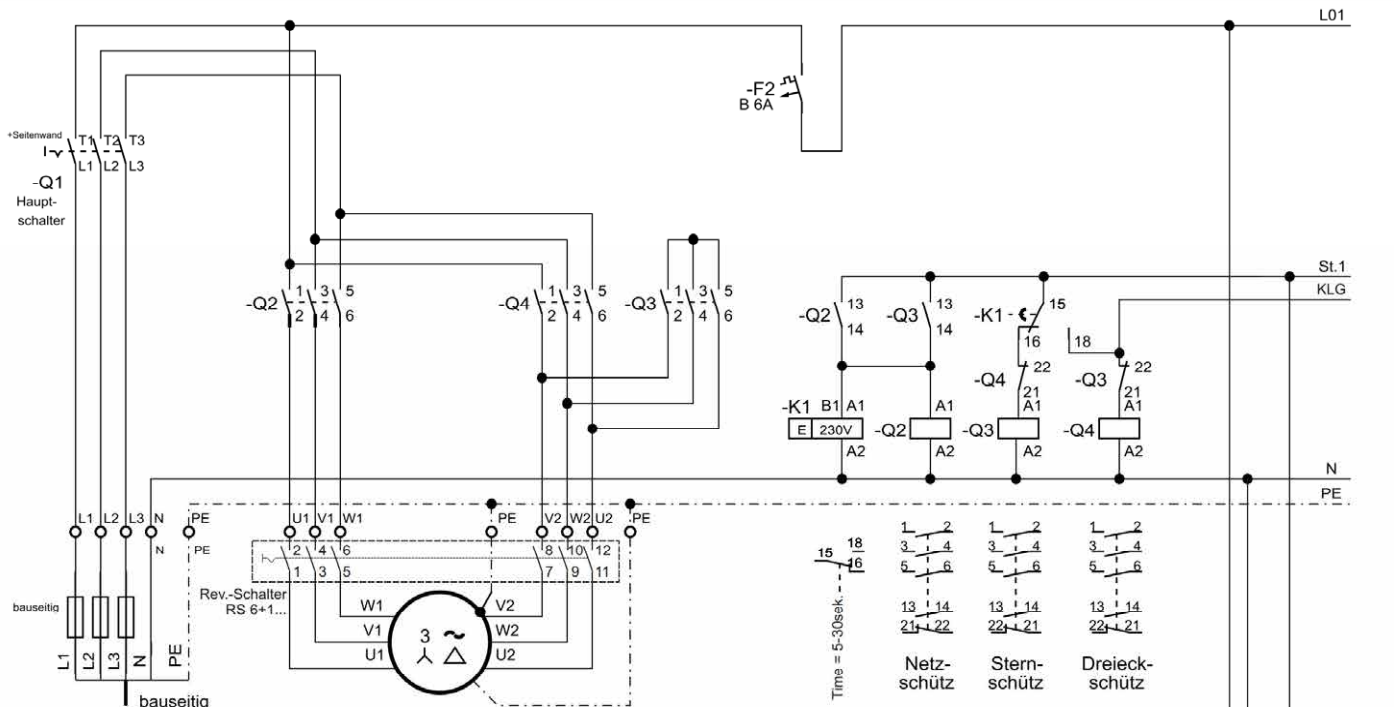 L01
-F2
B 6A
+Seitenwand
T1 T2 T3
L1 L2 L3
-Q1
Haupt-
schalter
St.1
KLG
-Q2 1 3 5
2 4 6
-Q4 1 3 5
2 4 6
-Q3 1 3 5
2 4 6
-Q2 13
14
-Q3 13
14
-K1 15
16
18
-Q4 22
21
-Q3 22
21
-K1 B1 A1
E 230V
A2
-Q2 A1
A2
-Q3 A1
A2
-Q4 A1
A2
N
PE
L1 L2 L3 N PE
N PE
U1 V1 W1 PE V2 W2 U2 PE
2 4 6 8 10 12
1 3 5 7 9 11
Rev.-Schalter
RS 6+1...
W1 V2
V1 W2
U1 U2
3
bauseitig
L1 L2 L3 N PE
bauseitig
15 18
16
Time = 5-30sek.
1 2
3 4
5 6
13 14
21 22
Netz-
schütz
1 2
3 4
5 6
13 14
22 21
Stern-
schütz
1 2
3 4
5 6
13 14
22 21
Dreieck-
schütz